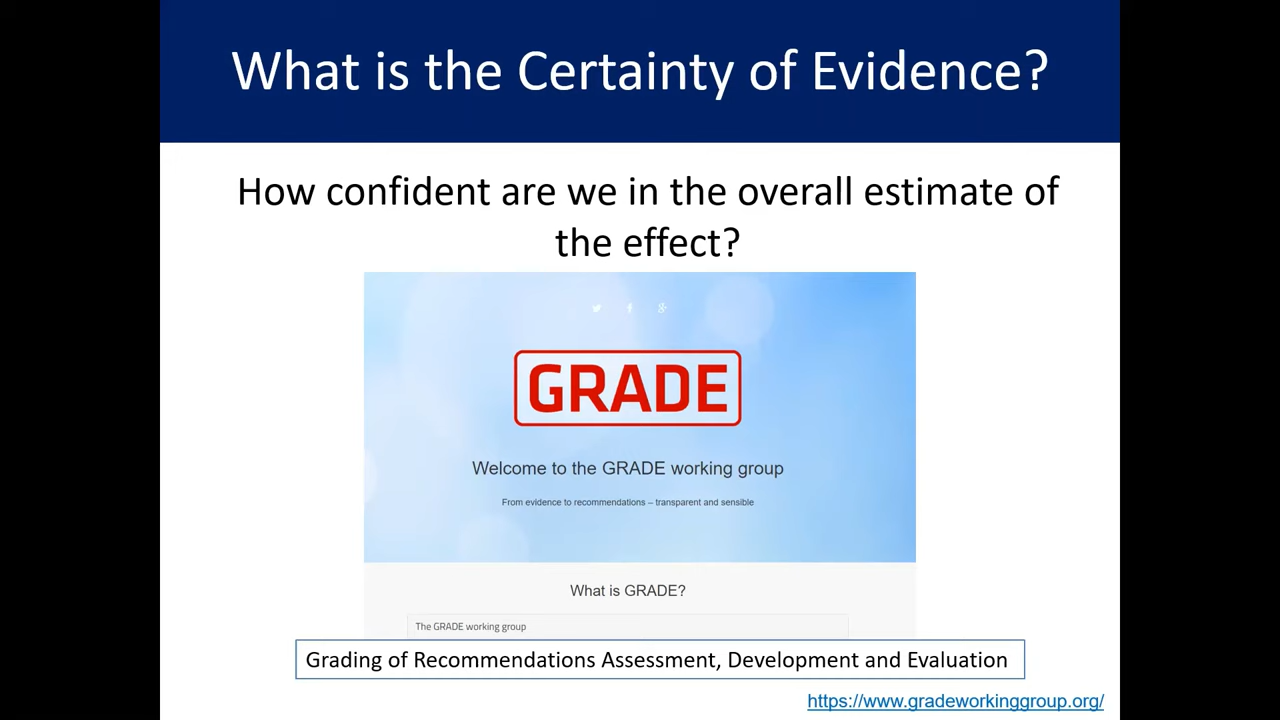 What is the Certainty of Evidence?
How confident are we in the overall estimate of
the effect?
GRADE
Welcome to the GRADE working group
From evidence to recommendations – transparent and sensible
What is GRADE?
The GRADE working group
Grading of Recommendations Assessment, Development and Evaluation
https://www.gradeworkinggroup.org/